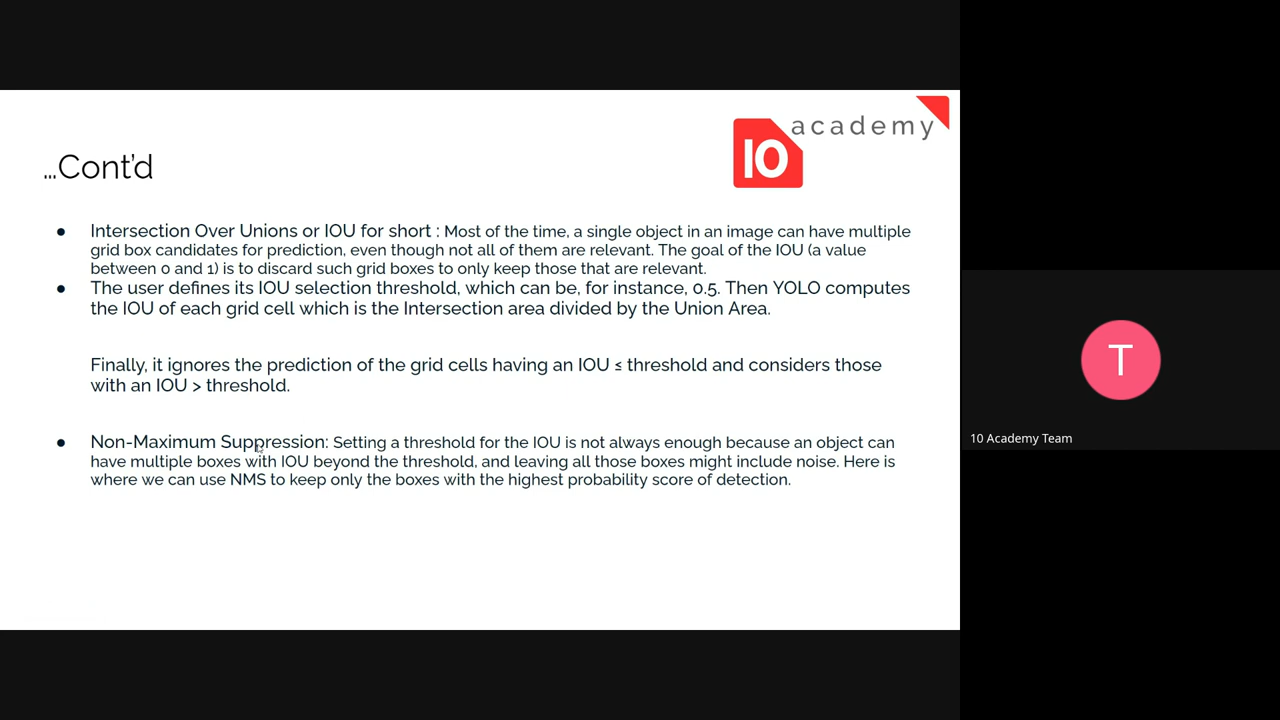 10 academy
...Cont'd
● Intersection Over Unions or IOU for short : Most of the time, a single object in an image can have multiple
grid box candidates for prediction, even though not all of them are relevant. The goal of the IOU (a value
between 0 and 1) is to discard such grid boxes to only keep those that are relevant.
● The user defines its IOU selection threshold, which can be, for instance, 0.5. Then YOLO computes
the IOU of each grid cell which is the Intersection area divided by the Union Area.
Finally, it ignores the prediction of the grid cells having an IOU ≤ threshold and considers those
with an IOU > threshold.
● Non-Maximum Suppression: Setting a threshold for the IOU is not always enough because an object can
have multiple boxes with IOU beyond the threshold, and leaving all those boxes might include noise. Here is
where we can use NMS to keep only the boxes with the highest probability score of detection.
T
10 Academy Team